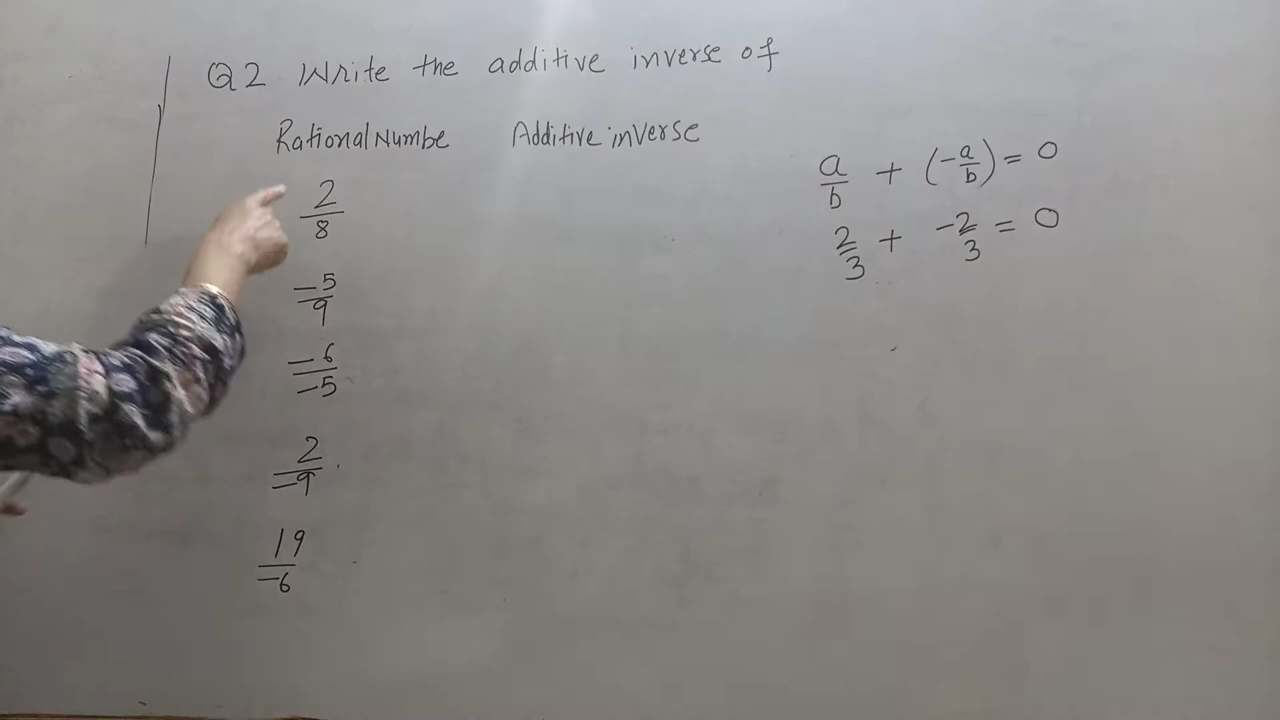 Q2 Write the additive inverse of
Rational Numbe Additive inverse
a/b + (-a/b) = 0
2/8
2/3 + -2/3 = 0
-5/9
-6/-5
2/-9
19/-6